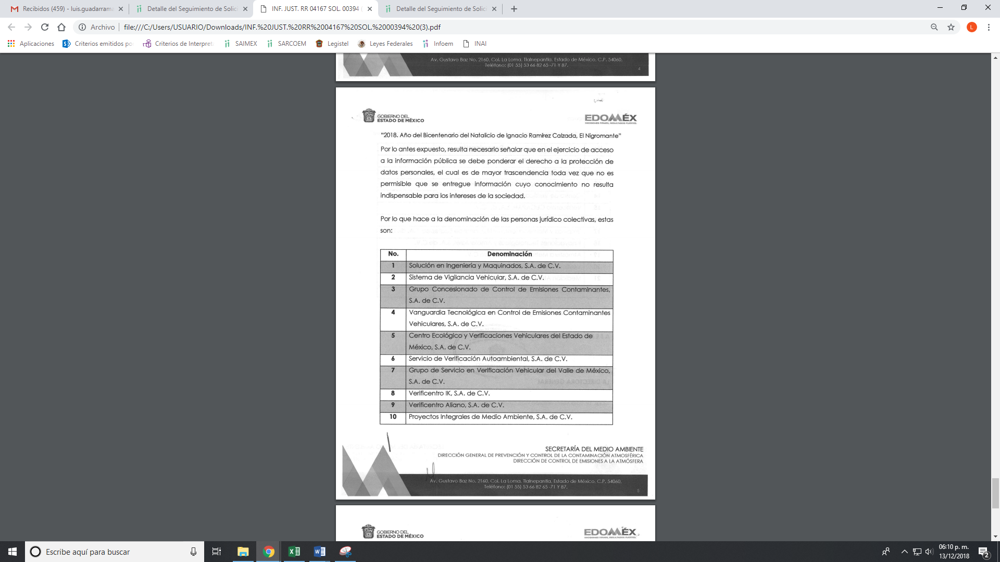 Recibidos (459) - luis.guadarrama
Detalle del Seguimiento de Solici
INF. JUST. RR 04167 SOL. 00394 (
Detalle del Seguimiento de Solici
Archivo
file:///C:/Users/USUARIO/Downloads/INF.%20JUST.%20RR%2004167%20SOL.%2000394%20(3).pdf
L
Aplicaciones
Criterios emitidos po
Criterios de Interpret
SAIMEX
SARCOEM
Legistel
Leyes Federales
Infoem
INAI
Av. Gustavo Baz No. 2160, Col. La Loma, Tlalnepantla, Estado de México, C.P. 54060,
Teléfono: (01 55) 53 66 82 65 -71 Y 87.
4
GOBIERNO DEL
ESTADO DE MÉXICO
EDOMÉX
DECISIONES FIRMES, RESULTADOS FUERTES.
“2018. Año del Bicentenario del Natalicio de Ignacio Ramírez Calzada, El Nigromante”
Por lo antes expuesto, resulta necesario señalar que en el ejercicio de acceso
a la información pública se debe ponderar el derecho a la protección de
datos personales, el cual es de mayor trascendencia toda vez que no es
permisible que se entregue información cuyo conocimiento no resulta
indispensable para los intereses de la sociedad.
Por lo que hace a la denominación de las personas jurídico colectivas, estas
son:
No. Denominación
1 Solución en Ingeniería y Maquinados, S.A. de C.V.
2 Sistema de Vigilancia Vehicular, S.A. de C.V.
3 Grupo Concesionado de Control de Emisiones Contaminantes,
S.A. de C.V.
4 Vanguardia Tecnológica en Control de Emisiones Contaminantes
Vehiculares, S.A. de C.V.
5 Centro Ecológico y Verificaciones Vehiculares del Estado de
México, S.A. de C.V.
6 Servicio de Verificación Autoambiental, S.A. de C.V.
7 Grupo de Servicio en Verificación Vehicular del Valle de México,
S.A. de C.V.
8 Verificentro IK, S.A. de C.V.
9 Verificentro Aliano, S.A. de C.V.
10 Proyectos Integrales de Medio Ambiente, S.A. de C.V.
SECRETARÍA DEL MEDIO AMBIENTE
DIRECCIÓN GENERAL DE PREVENCIÓN Y CONTROL DE LA CONTAMINACIÓN ATMOSFÉRICA
DIRECCIÓN DE CONTROL DE EMISIONES A LA ATMÓSFERA
Av. Gustavo Baz No. 2160, Col. La Loma, Tlalnepantla, Estado de México, C.P. 54060,
Teléfono: (01 55) 53 66 82 65 -71 Y 87.
5
GOBIERNO DEL
ESTADO DE MÉXICO
EDOMÉX
Escribe aquí para buscar
06:10 p. m.
13/12/2018
2